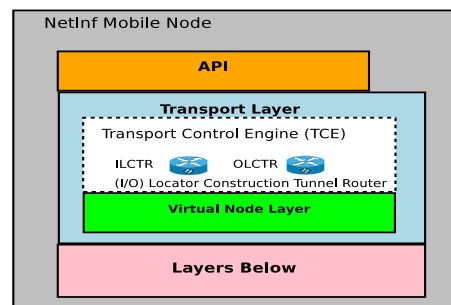 NetInf Mobile Node
API
Transport Layer
Transport Control Engine (TCE)
ILCTR OLCTR
(I/O) Locator Construction Tunnel Router
Virtual Node Layer
Layers Below